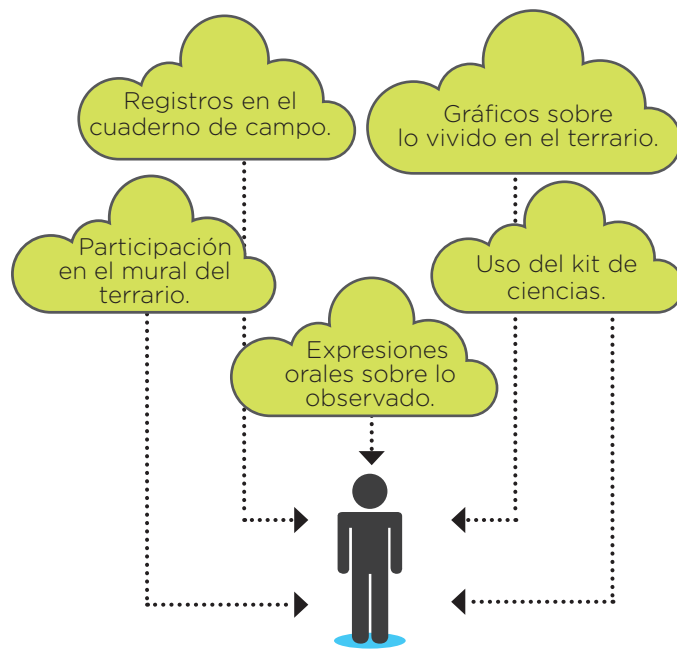 Registros en el
cuaderno de campo.
Gráficos sobre
lo vivido en el terrario.
Participación
en el mural del
terrario.
Uso del kit de
ciencias.
Expresiones
orales sobre lo
observado.